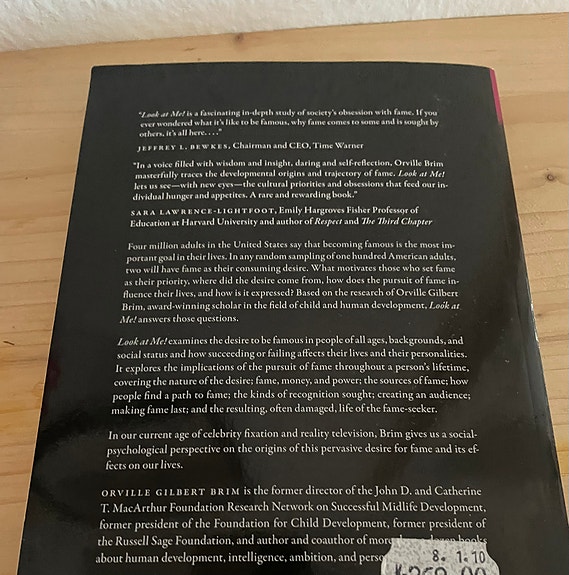 "Look at Me! is a fascinating in-depth study of society's obsession with fame. If you
ever wondered what it's like to be famous, why fame comes to some and is sought by
others, it's all here. . . ."
JEFFREY L. BEWKES, Chairman and CEO, Time Warner
"In a voice filled with wisdom and insight, daring and self-reflection, Orville Brim
masterfully traces the developmental origins and trajectory of fame. Look at Me!
lets us see—with new eyes—the cultural priorities and obsessions that feed our in-
dividual hunger and appetites. A rare and rewarding book."
SARA LAWRENCE-LIGHTFOOT, Emily Hargroves Fisher Professor of
Education at Harvard University and author of Respect and The Third Chapter
Four million adults in the United States say that becoming famous is the most im-
portant goal in their lives. In any random sampling of one hundred American adults,
two will have fame as their consuming desire. What motivates those who set fame
as their priority, where did the desire come from, how does the pursuit of fame in-
fluence their lives, and how is it expressed? Based on the research of Orville Gilbert
Brim, award-winning scholar in the field of child and human development, Look at
Me! answers those questions.
Look at Me! examines the desire to be famous in people of all ages, backgrounds, and
social status and how succeeding or failing affects their lives and their personalities.
It explores the implications of the pursuit of fame throughout a person's lifetime,
covering the nature of the desire; fame, money, and power; the sources of fame; how
people find a path to fame; the kinds of recognition sought; creating an audience;
making fame last; and the resulting, often damaged, life of the fame-seeker.
In our current age of celebrity fixation and reality television, Brim gives us a social-
psychological perspective on the origins of this pervasive desire for fame and its ef-
fects on our lives.
ORVILLE GILBERT BRIM is the former director of the John D. and Catherine
T. MacArthur Foundation Research Network on Successful Midlife Development,
former president of the Foundation for Child Development, former president of
the Russell Sage Foundation, and author and coauthor of more than dozen books
about human development, intelligence, ambition, and
8. 1.10